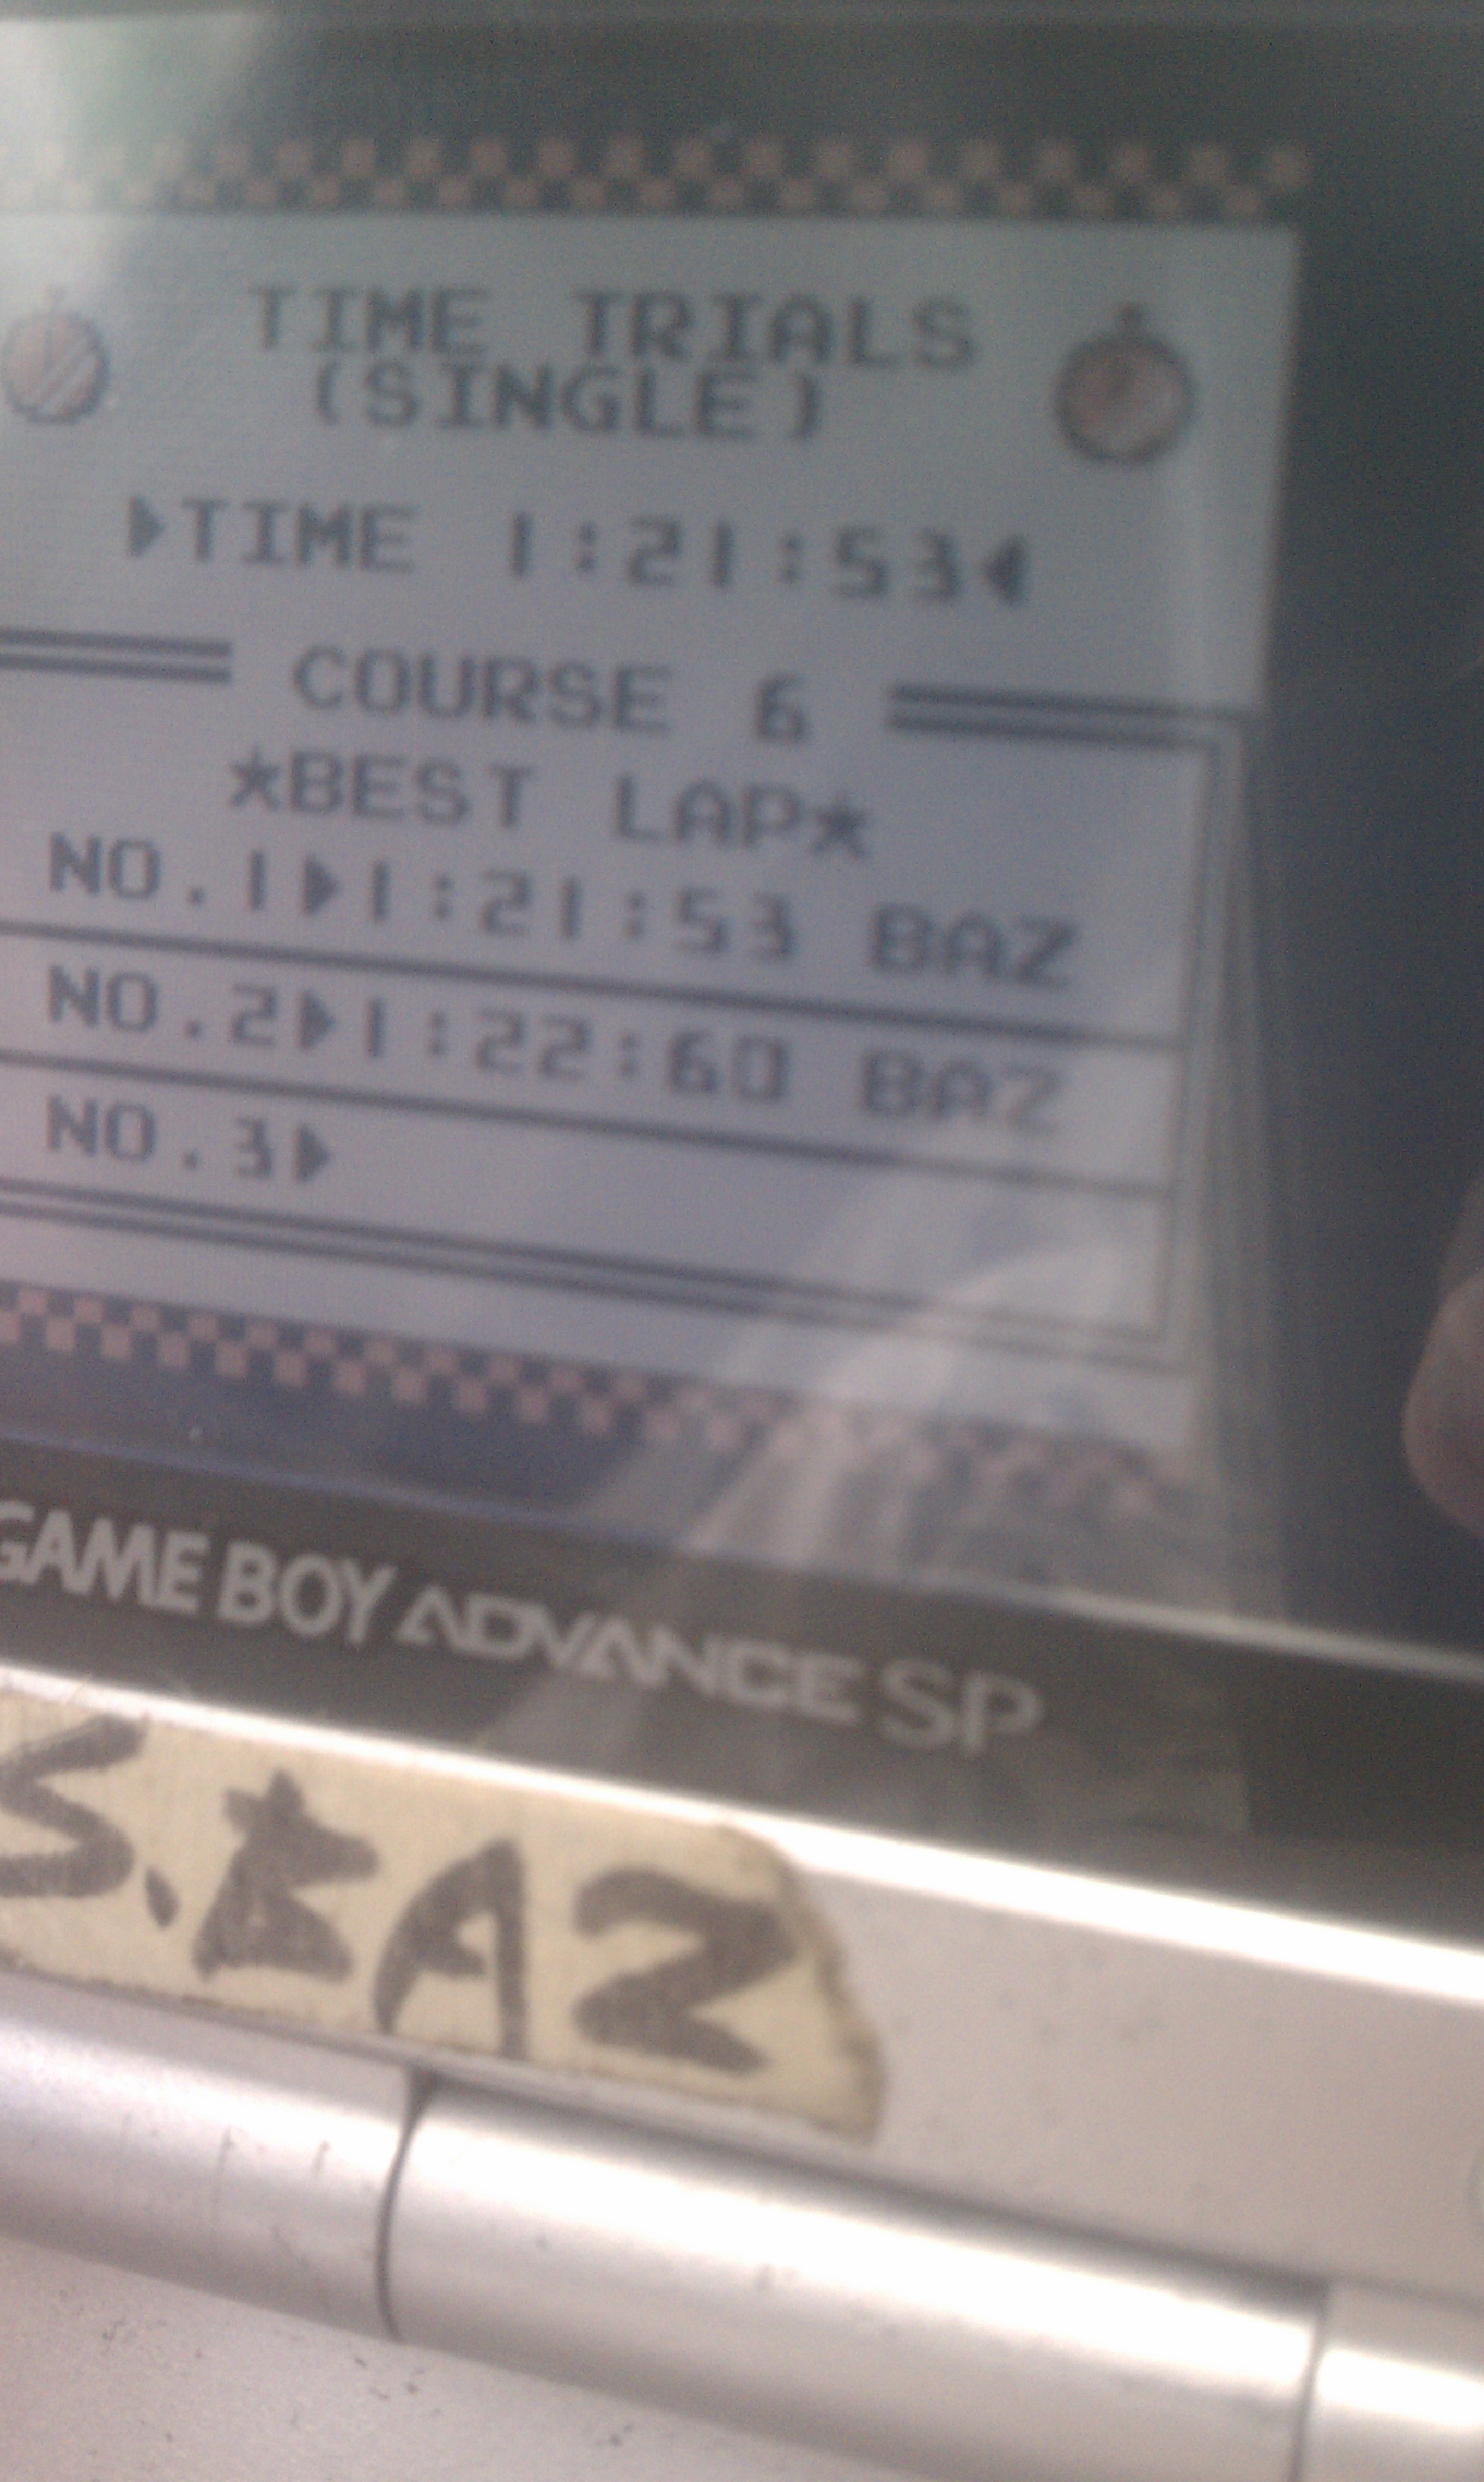 TIME TRIALS
(SINGLE)
▶TIME 1:21:53◀
COURSE 6
★BEST LAP★
NO.1▶1:21:53 BAZ
NO.2▶1:22:60 BAZ
NO.3▶
GAME BOY ADVANCE SP
S.BAZ